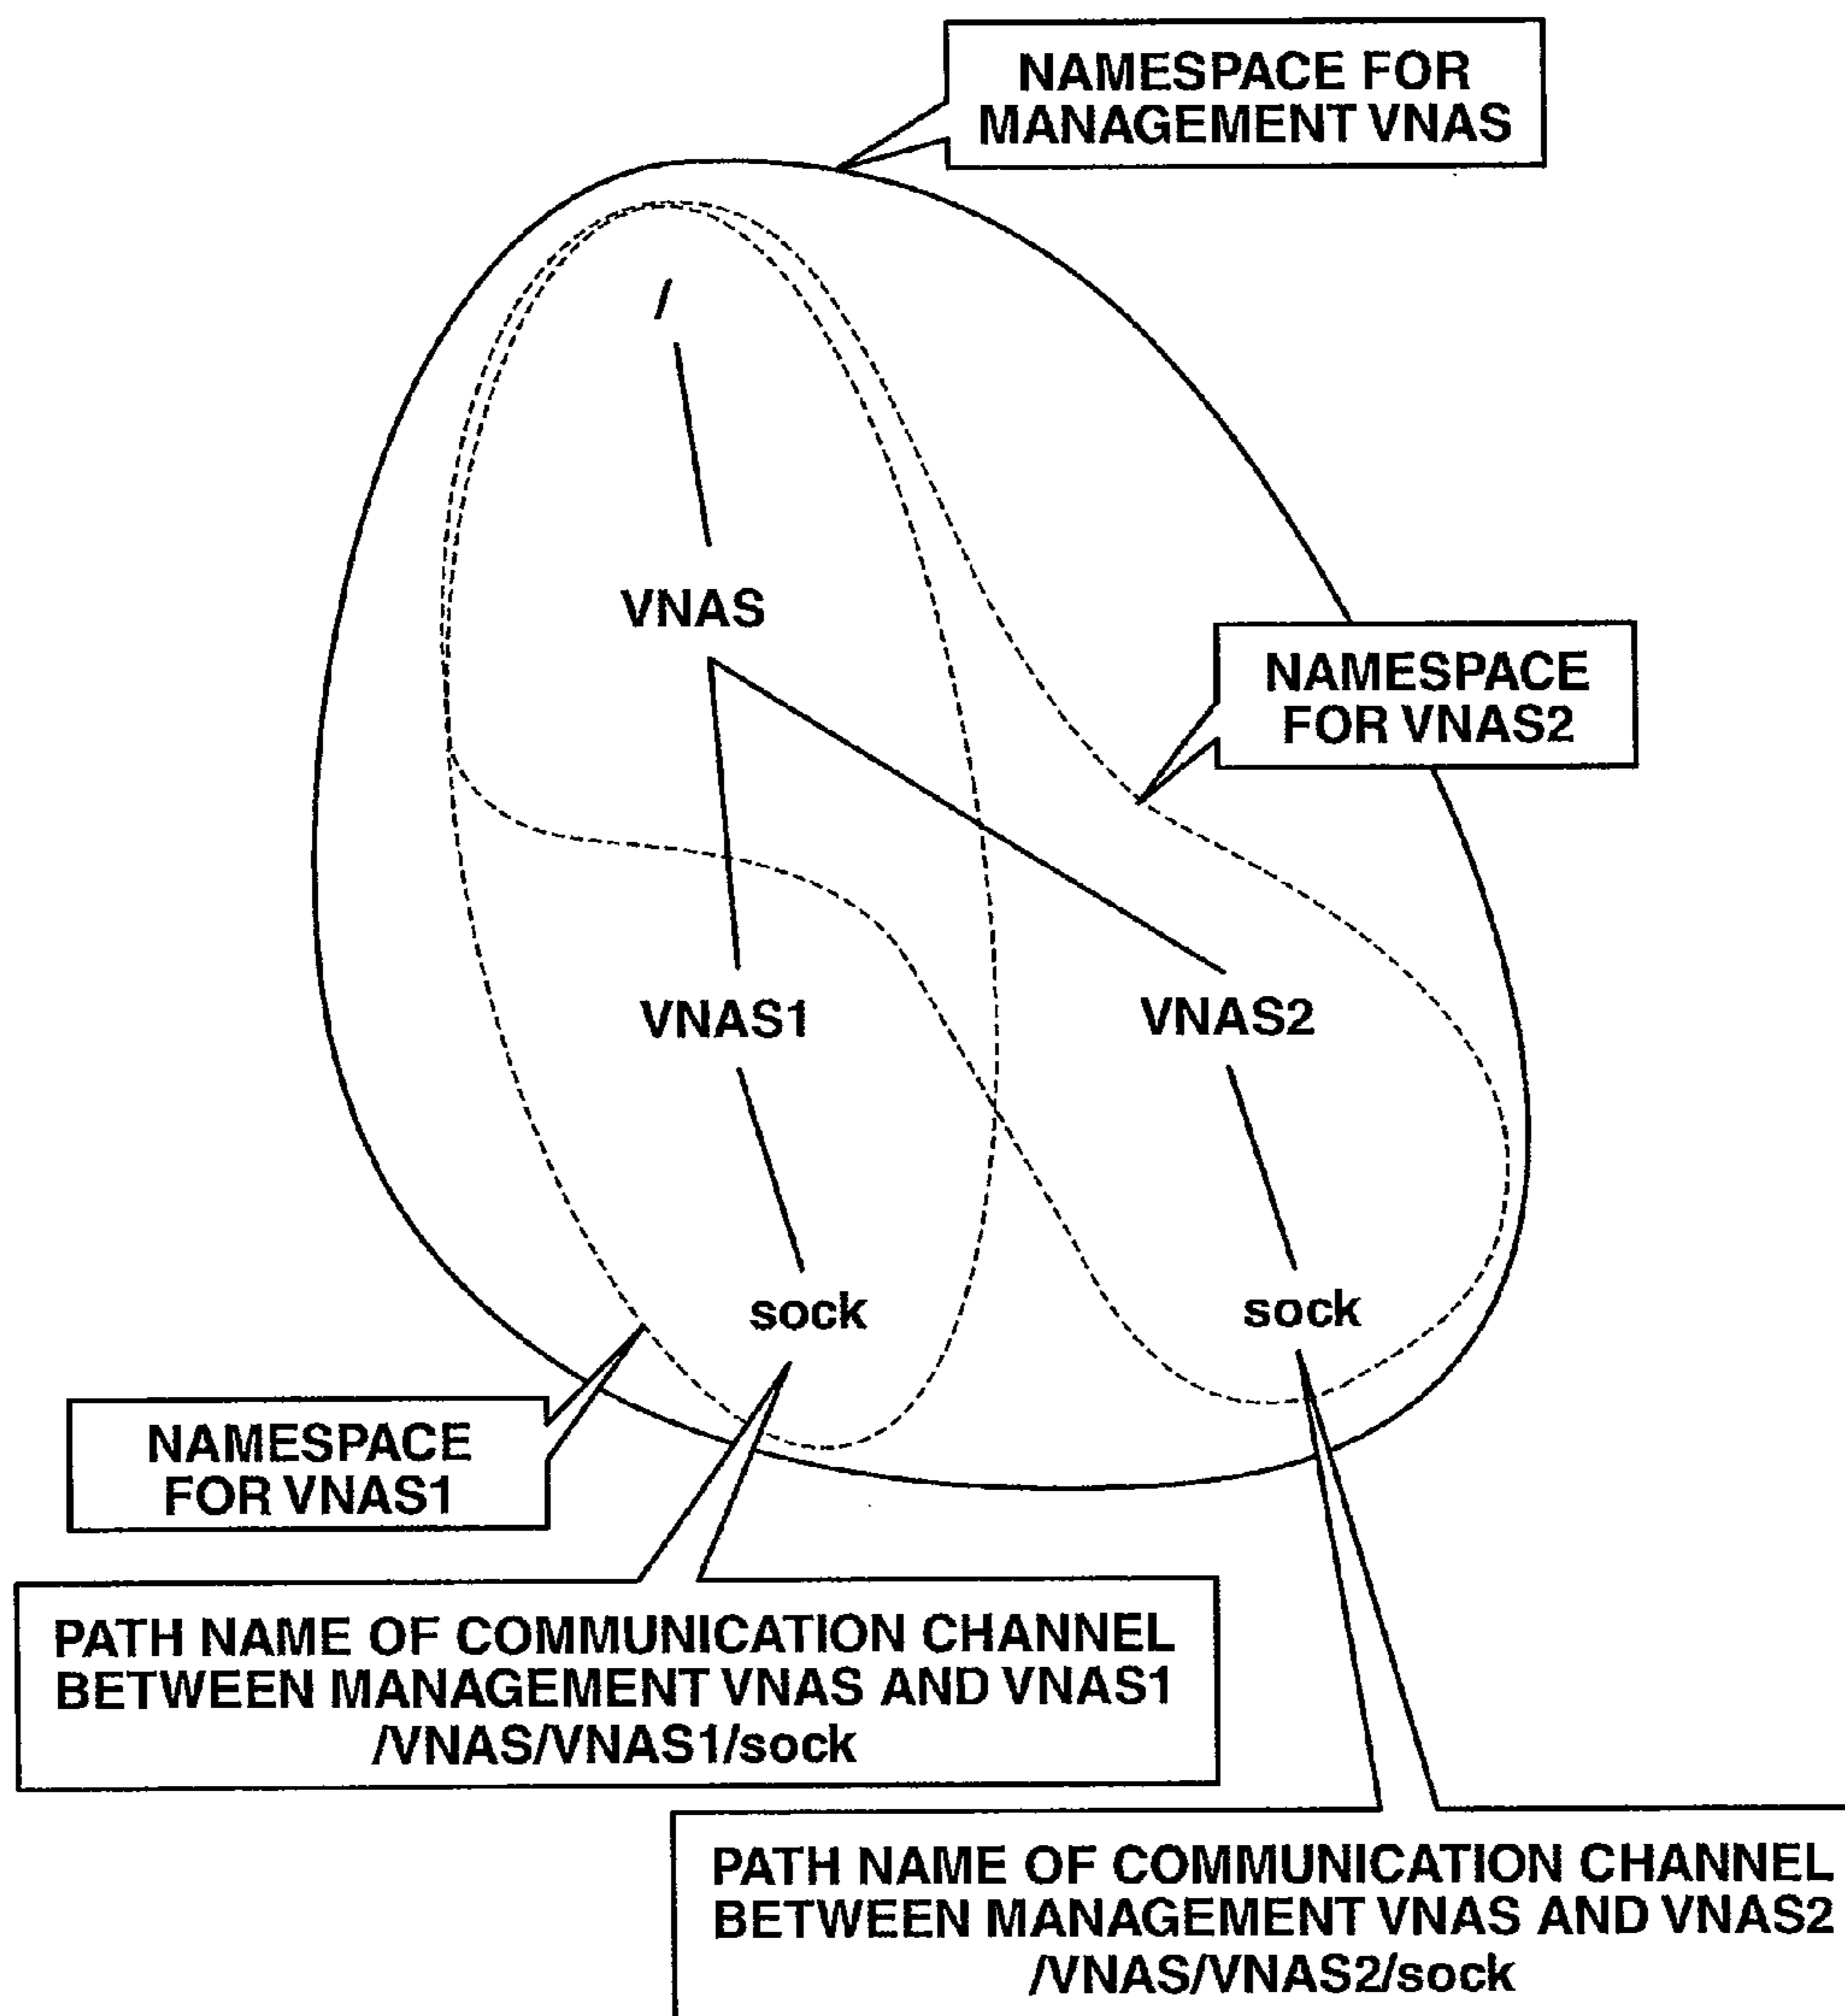 NAMESPACE FOR
MANAGEMENT VNAS
/
VNAS
NAMESPACE
FOR VNAS2
VNAS1
VNAS2
sock
sock
NAMESPACE
FOR VNAS1
PATH NAME OF COMMUNICATION CHANNEL
BETWEEN MANAGEMENT VNAS AND VNAS1
/VNAS/VNAS1/sock
PATH NAME OF COMMUNICATION CHANNEL
BETWEEN MANAGEMENT VNAS AND VNAS2
/VNAS/VNAS2/sock